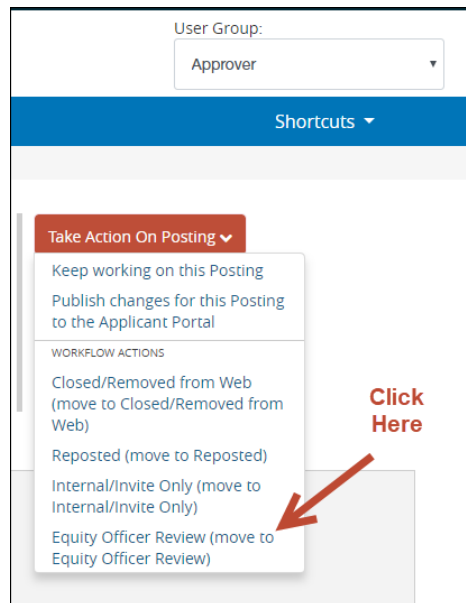 User Group:
Approver
Shortcuts
Take Action On Posting
Keep working on this Posting
Publish changes for this Posting
to the Applicant Portal
WORKFLOW ACTIONS
Closed/Removed from Web
(move to Closed/Removed from
Web)
Click
Here
Reposted (move to Reposted)
Internal/Invite Only (move to
Internal/Invite Only)
Equity Officer Review (move to
Equity Officer Review)